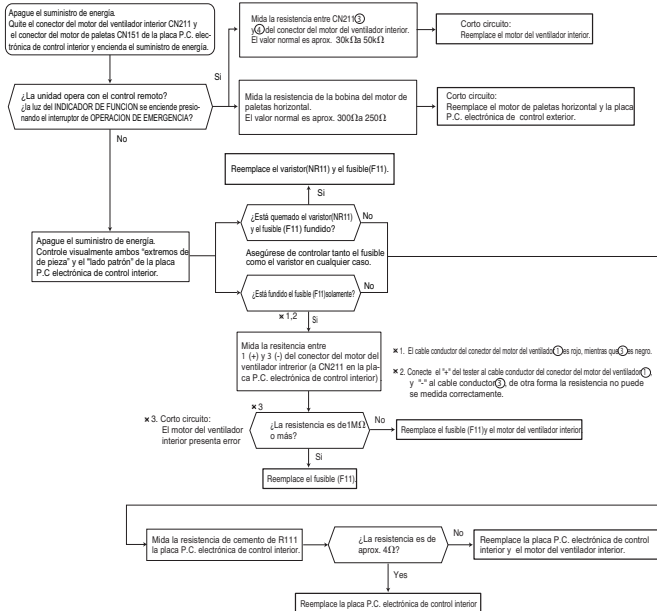 Apague el suministro de energía.
Quite el conector del motor del ventilador interior CN211 y
el conector del motor de paletas CN151 de la placa P.C. elec-
trónica de control interior y encienda el suministro de energía.
¿La unidad opera con el control remoto?
¿la luz del INDICADOR DE FUNCION se enciende presio-
nando el interruptor de OPERACION DE EMERGENCIA?
Si
Mida la resistencia entre CN211③
y④ del conector del motor del ventilador interior.
El valor normal es aprox. 30kΩa 50kΩ
Corto circuito:
Reemplace el motor del ventilador interior.
Mida la resistencia de la bobina del motor de
paletas horizontal.
El valor normal es aprox. 300Ωa 250Ω
Corto circuito:
Reemplace el motor de paletas horizontal y la placa
P.C. electrónica de control exterior.
No
Reemplace el varistor(NR11) y el fusible(F11).
Si
¿Está quemado el varistor(NR11)
y el fusible (F11) fundido?
No
Apague el suministro de energía.
Controle visualmente ambos "extremos de
de pieza" y el "lado patrón" de la placa
P.C electrónica de control interior.
Asegúrese de controlar tanto el fusible
como el varistor en cualquier caso.
¿Está fundido el fusible (F11)solamente?
No
×1,2
Si
Mida la resitencia entre
1 (+) y 3 (-) del conector del motor del
ventilador intrerior (a CN211 en la pla-
ca P.C. electrónica de control interior)
× 1. El cable conductor del conector del motor del ventilador①es rojo, mientras que③es negro.
× 2. Conecte el "+" del tester al cable conductor del conector del motor del ventilador①,
y "-" al cable conductor③, de otra forma la resistencia no puede
se medida correctamente.
×3
× 3. Corto circuito:
El motor del ventilador
interior presenta error
¿La resistencia es de1MΩ
o más?
No
Reemplace el fusible (F11)y el motor del ventilador interior
Si
Reemplace el fusible (F11).
Mida la resistencia de cemento de R111
la placa P.C. electrónica de control interior.
¿La resistencia es de
aprox. 4Ω?
No
Reemplace la placa P.C. electrónica de control
interior y el motor del ventilador interior.
Yes
Reemplace la placa P.C. electrónica de control interior